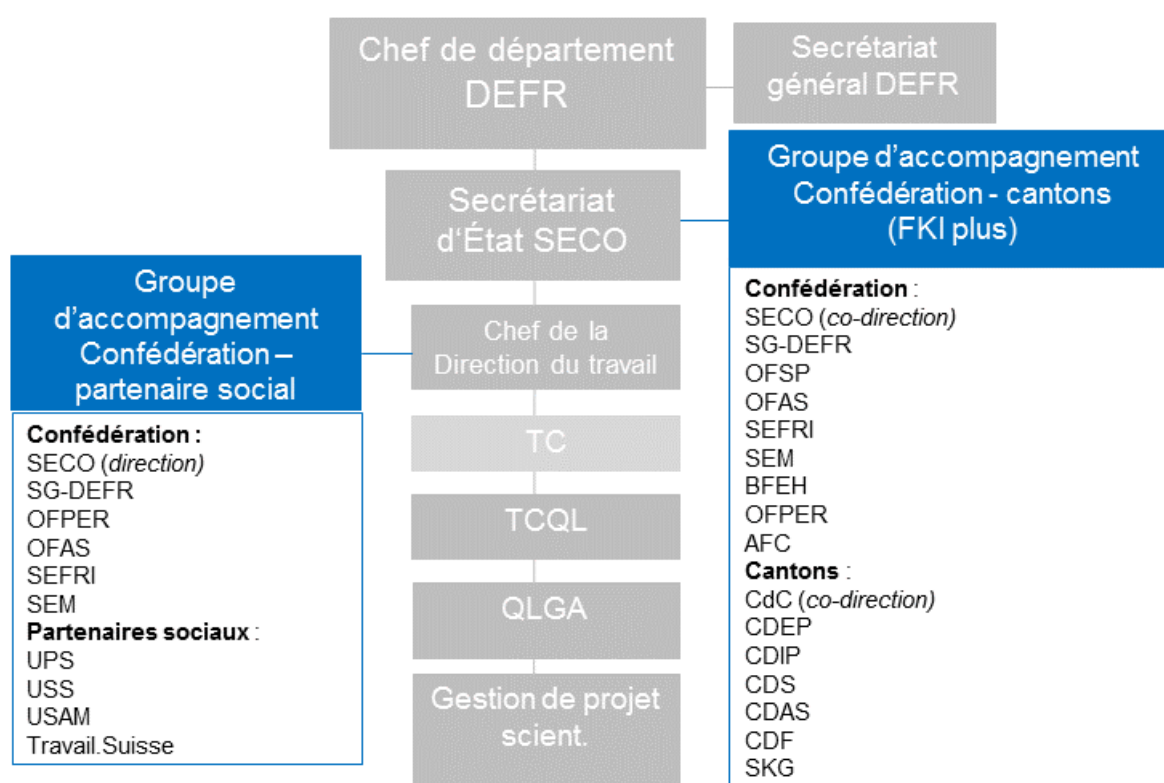 Chef de département
DEFR
Secrétariat
général DEFR
Secrétariat
d'État SECO
Groupe d'accompagnement
Confédération - cantons
(FKI plus)
Confédération :
SECO (co-direction)
SG-DEFR
OFSP
OFAS
SEFRI
SEM
BFEH
OFPER
AFC
Cantons :
CdC (co-direction)
CDEP
CDIP
CDS
CDAS
CDF
SKG
Groupe
d'accompagnement
Confédération –
partenaire social
Confédération :
SECO (direction)
SG-DEFR
OFPER
OFAS
SEFRI
SEM
Partenaires sociaux :
UPS
USS
USAM
Travail.Suisse
Chef de la
Direction du travail
TC
TCQL
QLGA
Gestion de projet
scient.